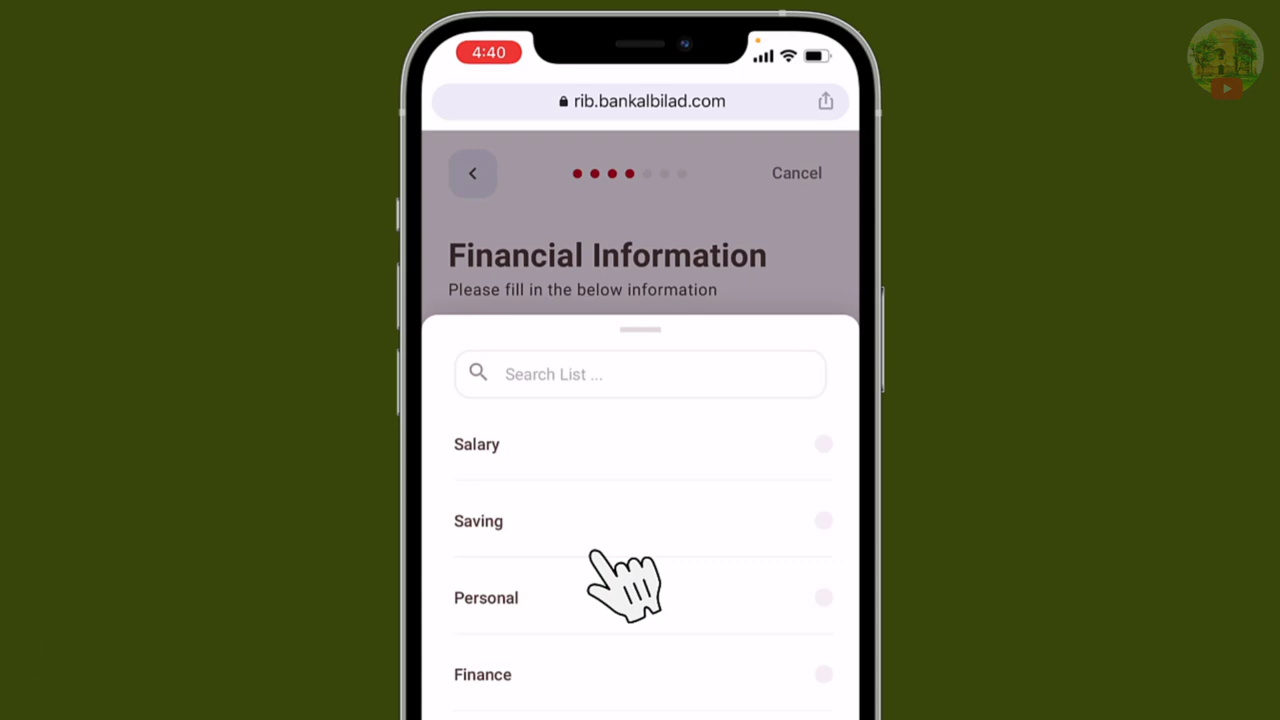 4:40
rib.bankalbilad.com
Cancel
Financial Information
Please fill in the below information
Search List ...
Salary
Saving
Personal
Finance